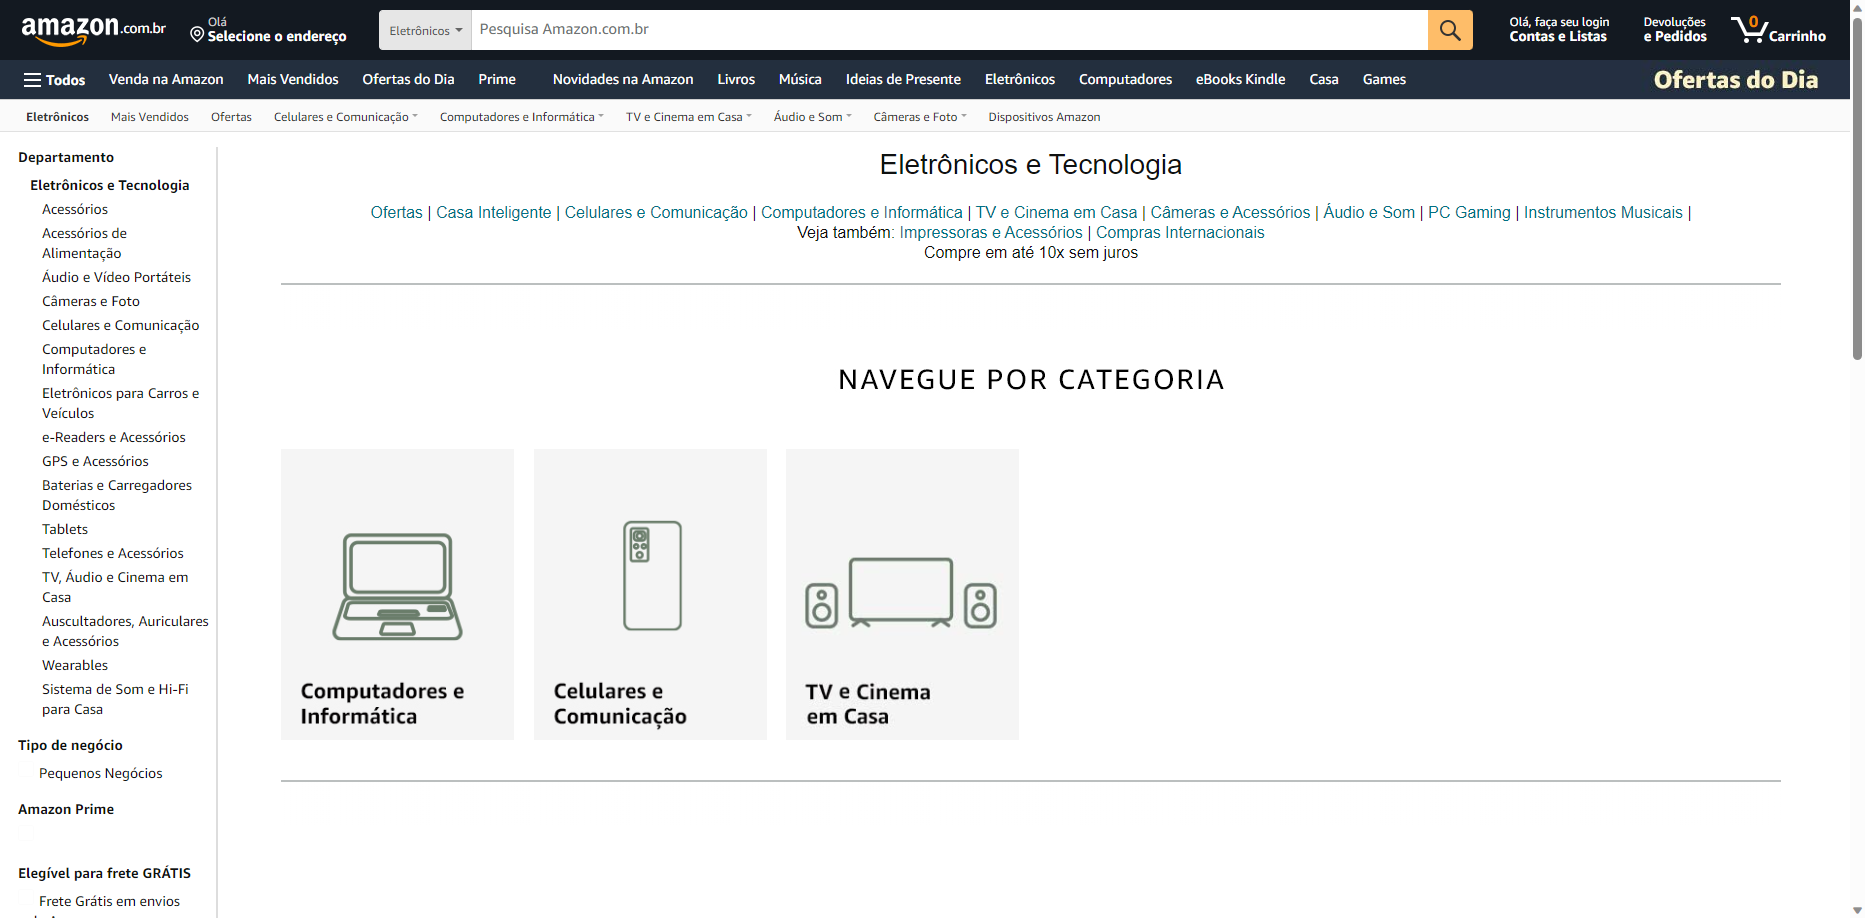 amazon.com.br
Olá
Selecione o endereço
Eletrônicos
Pesquisa Amazon.com.br
Olá, faça seu login
Contas e Listas
Devoluções
e Pedidos
0
Carrinho
Todos Venda na Amazon Mais Vendidos Ofertas do Dia Prime Novidades na Amazon Livros Música Ideias de Presente Eletrônicos Computadores eBooks Kindle Casa Games Ofertas do Dia
Eletrônicos Mais Vendidos Ofertas Celulares e Comunicação Computadores e Informática TV e Cinema em Casa Áudio e Som Câmeras e Foto Dispositivos Amazon
Departamento
Eletrônicos e Tecnologia
Acessórios
Acessórios de
Alimentação
Áudio e Vídeo Portáteis
Câmeras e Foto
Celulares e Comunicação
Computadores e
Informática
Eletrônicos para Carros e
Veículos
e-Readers e Acessórios
GPS e Acessórios
Baterias e Carregadores
Domésticos
Tablets
Telefones e Acessórios
TV, Áudio e Cinema em
Casa
Auscultadores, Auriculares
e Acessórios
Wearables
Sistema de Som e Hi-Fi
para Casa
Tipo de negócio
Pequenos Negócios
Amazon Prime
Elegível para frete GRÁTIS
Frete Grátis em envios
Eletrônicos e Tecnologia
Ofertas | Casa Inteligente | Celulares e Comunicação | Computadores e Informática | TV e Cinema em Casa | Câmeras e Acessórios | Áudio e Som | PC Gaming | Instrumentos Musicais |
Veja também: Impressoras e Acessórios | Compras Internacionais
Compre em até 10x sem juros
NAVEGUE POR CATEGORIA
Computadores e
Informática
Celulares e
Comunicação
TV e Cinema
em Casa